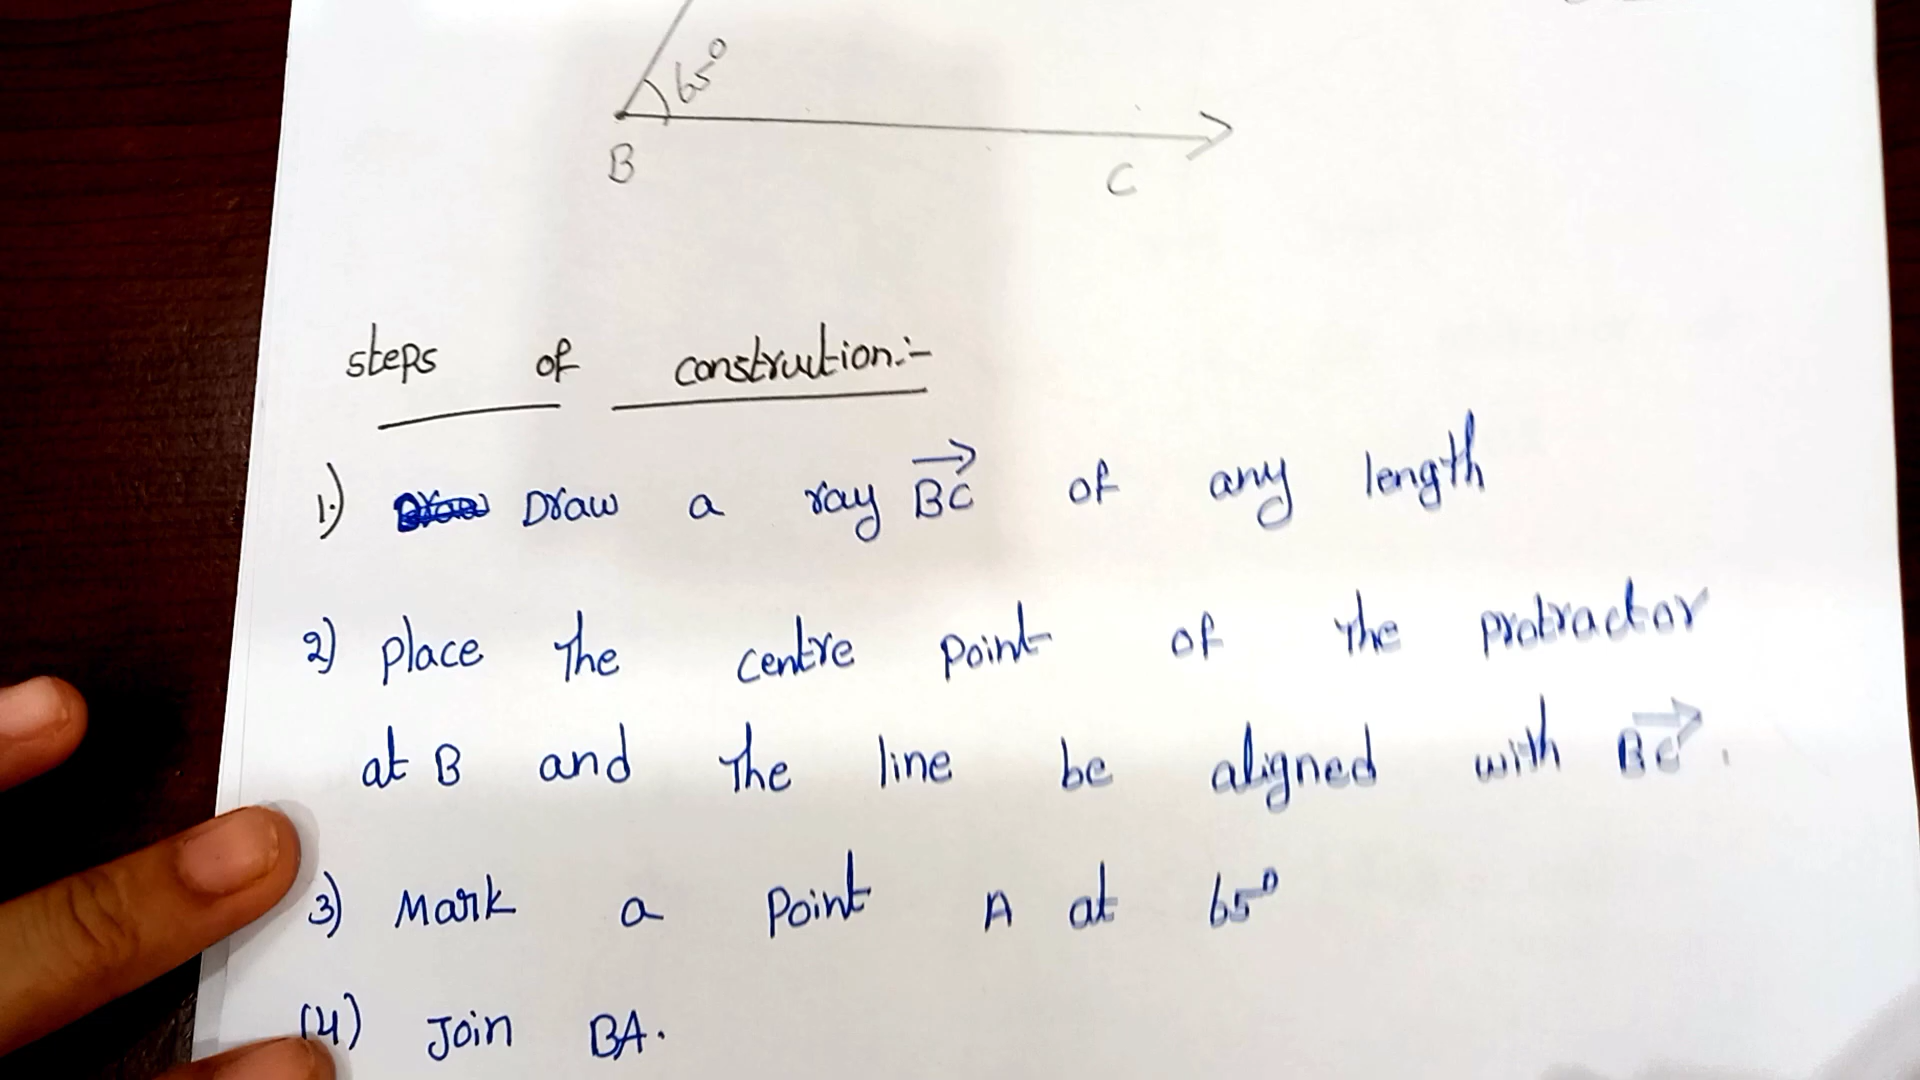 65°
B
C
steps of construction:-
1.) Draw a ray BC of any length
2) place the centre point of the protractor
at B and the line be aligned with BC.
3) Mark a point A at 65°
(4) Join BA.